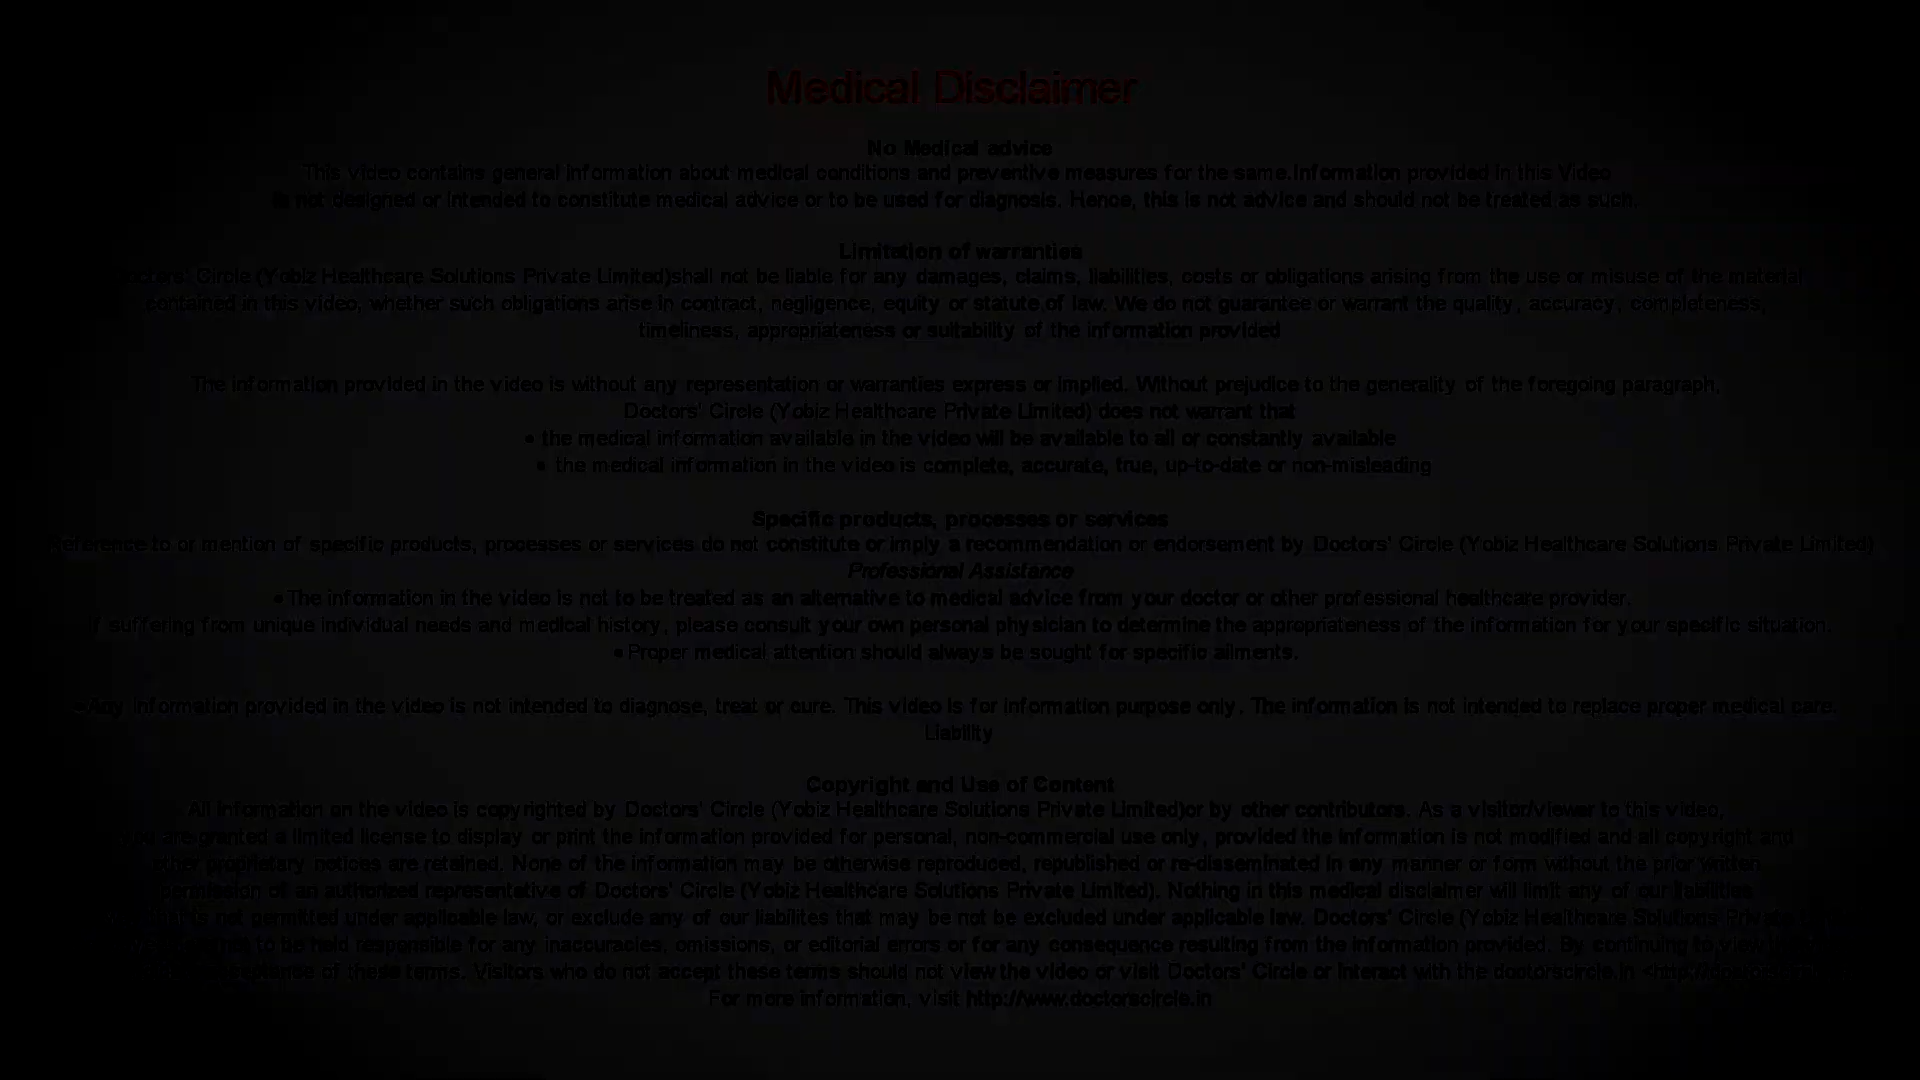 Medical Disclaimer
No Medical advice
This video contains general information about medical conditions and preventive measures for the same.Information provided in this Video
is not designed or intended to constitute medical advice or to be used for diagnosis. Hence, this is not advice and should not be treated as such.
Limitation of warranties
Doctors' Circle (Yobiz Healthcare Solutions Private Limited)shall not be liable for any damages, claims, liabilities, costs or obligations arising from the use or misuse of the material
contained in this video, whether such obligations arise in contract, negligence, equity or statute of law. We do not guarantee or warrant the quality, accuracy, completeness,
timeliness, appropriateness or suitability of the information provided
The information provided in the video is without any representation or warranties express or implied. Without prejudice to the generality of the foregoing paragraph,
Doctors' Circle (Yobiz Healthcare Private Limited) does not warrant that
• the medical information available in the video will be available to all or constantly available
• the medical information in the video is complete, accurate, true, up-to-date or non-misleading
Specific products, processes or services
Reference to or mention of specific products, processes or services do not constitute or imply a recommendation or endorsement by Doctors' Circle (Yobiz Healthcare Solutions Private Limited)
Professional Assistance
•The information in the video is not to be treated as an alternative to medical advice from your doctor or other professional healthcare provider.
If suffering from unique individual needs and medical history, please consult your own personal physician to determine the appropriateness of the information for your specific situation.
•Proper medical attention should always be sought for specific ailments.
•Any information provided in the video is not intended to diagnose, treat or cure. This video is for information purpose only. The information is not intended to replace proper medical care.
Liability
Copyright and Use of Content
All information on the video is copyrighted by Doctors' Circle (Yobiz Healthcare Solutions Private Limited)or by other contributors. As a visitor/viewer to this video,
you are granted a limited license to display or print the information provided for personal, non-commercial use only, provided the information is not modified and all copyright and
other proprietary notices are retained. None of the information may be otherwise reproduced, republished or re-disseminated in any manner or form without the prior written
permission of an authorized representative of Doctors' Circle (Yobiz Healthcare Solutions Private Limited). Nothing in this medical disclaimer will limit any of our liabilities
is not permitted under applicable law, or exclude any of our liabilites that may be not be excluded under applicable law. Doctors' Circle (Yobiz Healthcare Solutions Private
to be held responsible for any inaccuracies, omissions, or editorial errors or for any consequence resulting from the information provided. By continuing to view
of these terms. Visitors who do not accept these terms should not view the video or visit Doctors' Circle or interact with the doctorscircle.in
For more information, visit http://www.doctorscircle.in